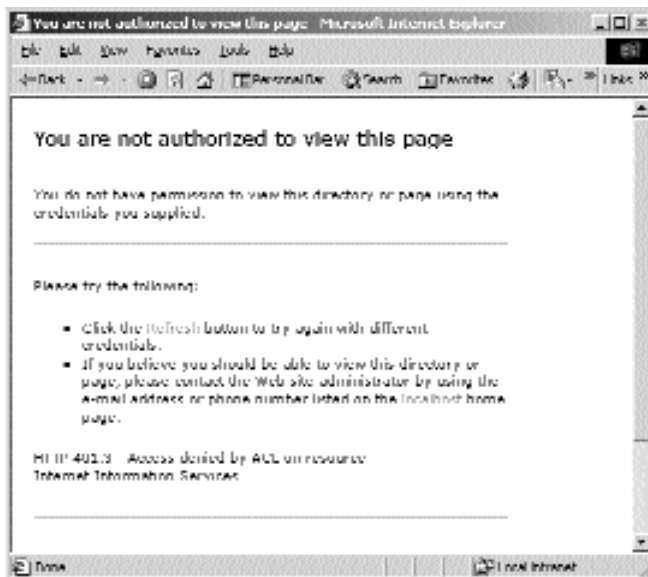 You are not authorized to view this page - Microsoft Internet Explorer
File Edit View Favorites Tools Help
Back Personal Bar Search Favorites Links »
You are not authorized to view this page
You do not have permission to view this directory or page using the
credentials you supplied.
Please try the following:
Click the Refresh button to try again with different
credentials.
If you believe you should be able to view this directory or
page, please contact the Web site administrator by using the
e-mail address or phone number listed on the localhost home
page.
HTTP 401.3 - Access denied by ACL on resource
Internet Information Services
Done Local intranet